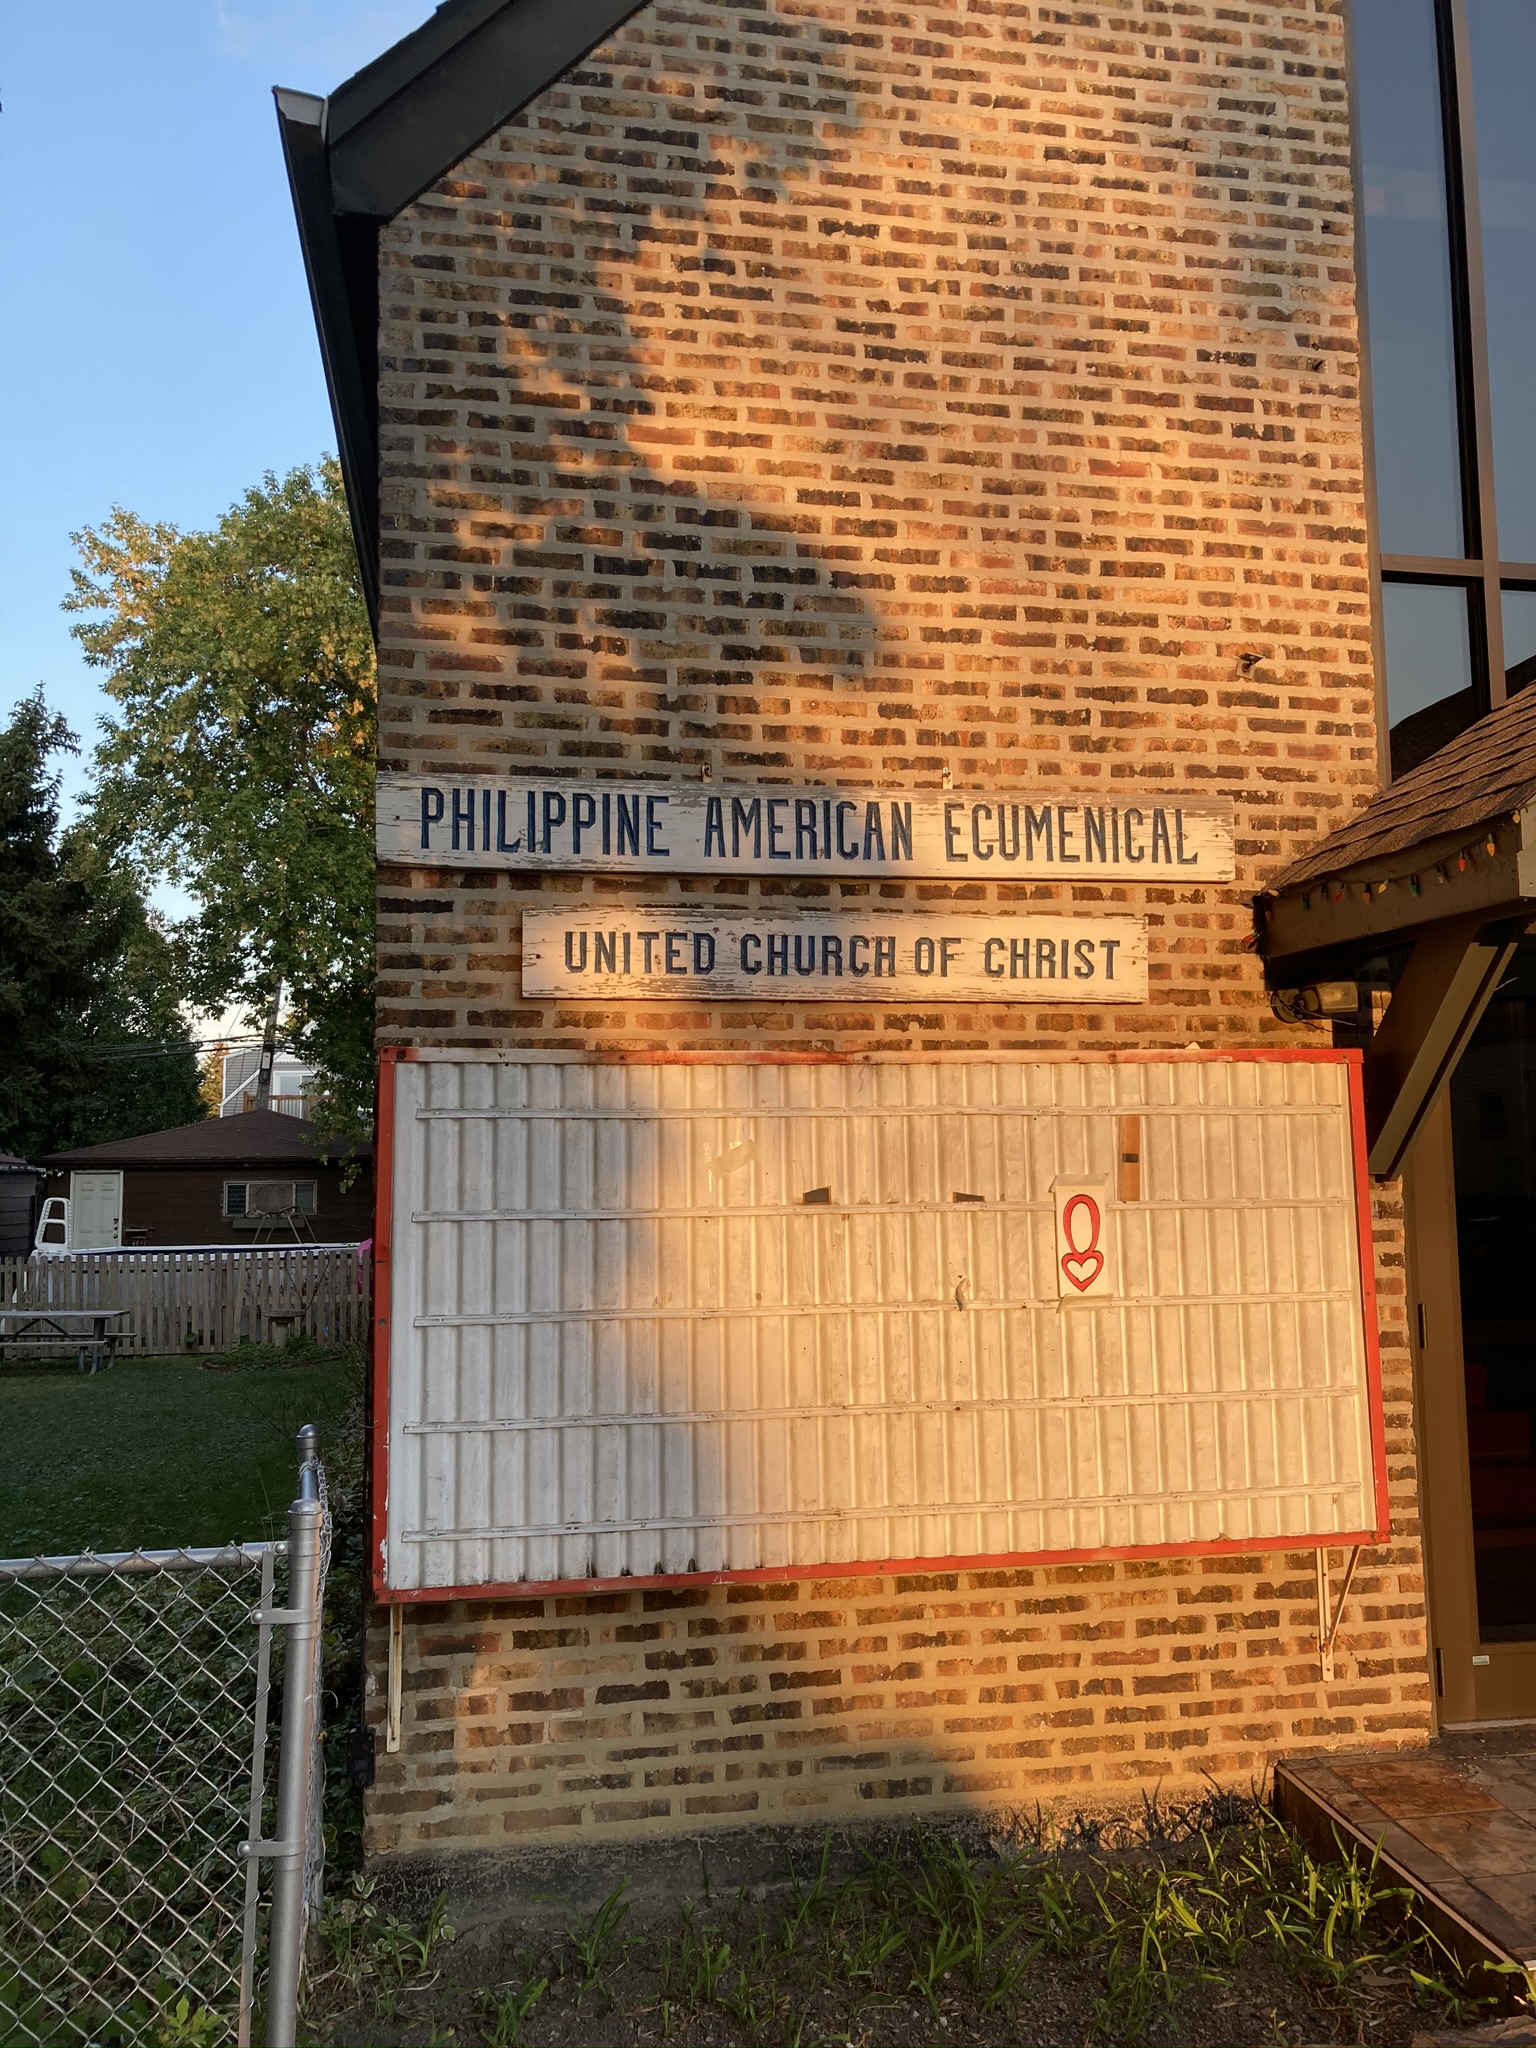 PHILIPPINE AMERICAN ECUMENICAL
UNITED CHURCH OF CHRIST